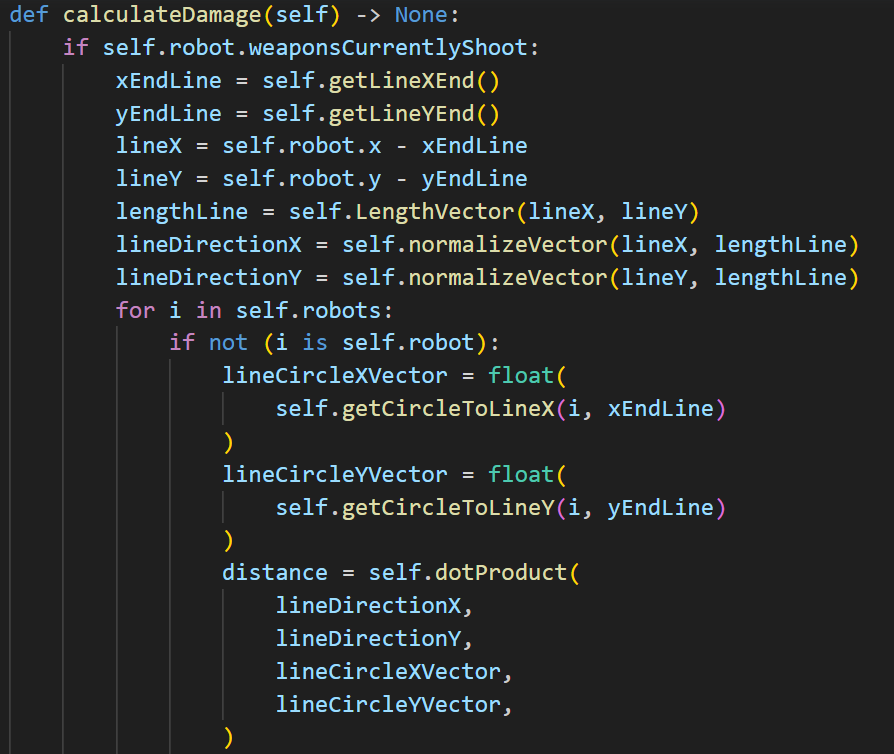 def calculateDamage(self) -> None:
    if self.robot.weaponsCurrentlyShoot:
        xEndLine = self.getLineXEnd()
        yEndLine = self.getLineYEnd()
        lineX = self.robot.x - xEndLine
        lineY = self.robot.y - yEndLine
        lengthLine = self.LengthVector(lineX, lineY)
        lineDirectionX = self.normalizeVector(lineX, lengthLine)
        lineDirectionY = self.normalizeVector(lineY, lengthLine)
        for i in self.robots:
            if not (i is self.robot):
                lineCircleXVector = float(
                    self.getCircleToLineX(i, xEndLine)
                )
                lineCircleYVector = float(
                    self.getCircleToLineY(i, yEndLine)
                )
                distance = self.dotProduct(
                    lineDirectionX,
                    lineDirectionY,
                    lineCircleXVector,
                    lineCircleYVector,
                )